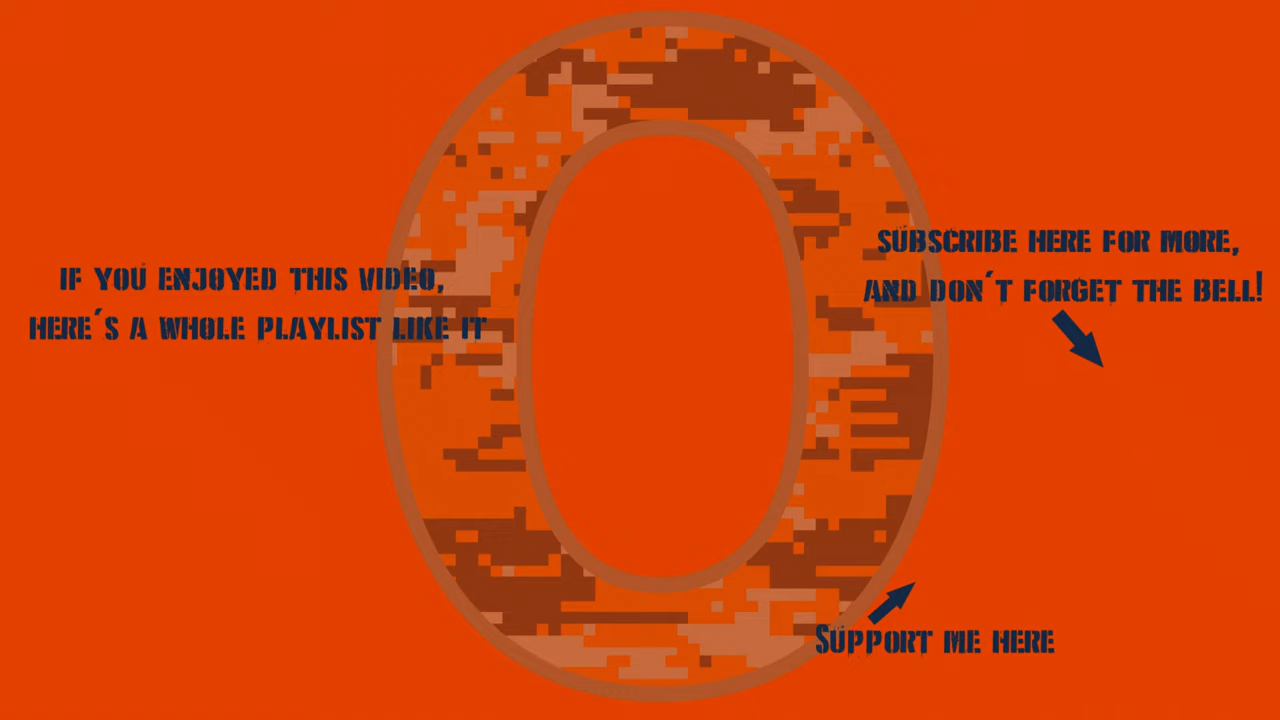 IF YOU ENJOYED THIS VIDEO,
HERE´S A WHOLE PLAYLIST LIKE IT
SUBSCRIBE HERE FOR MORE,
AND DON´T FORGET THE BELL!
SUPPORT ME HERE
O